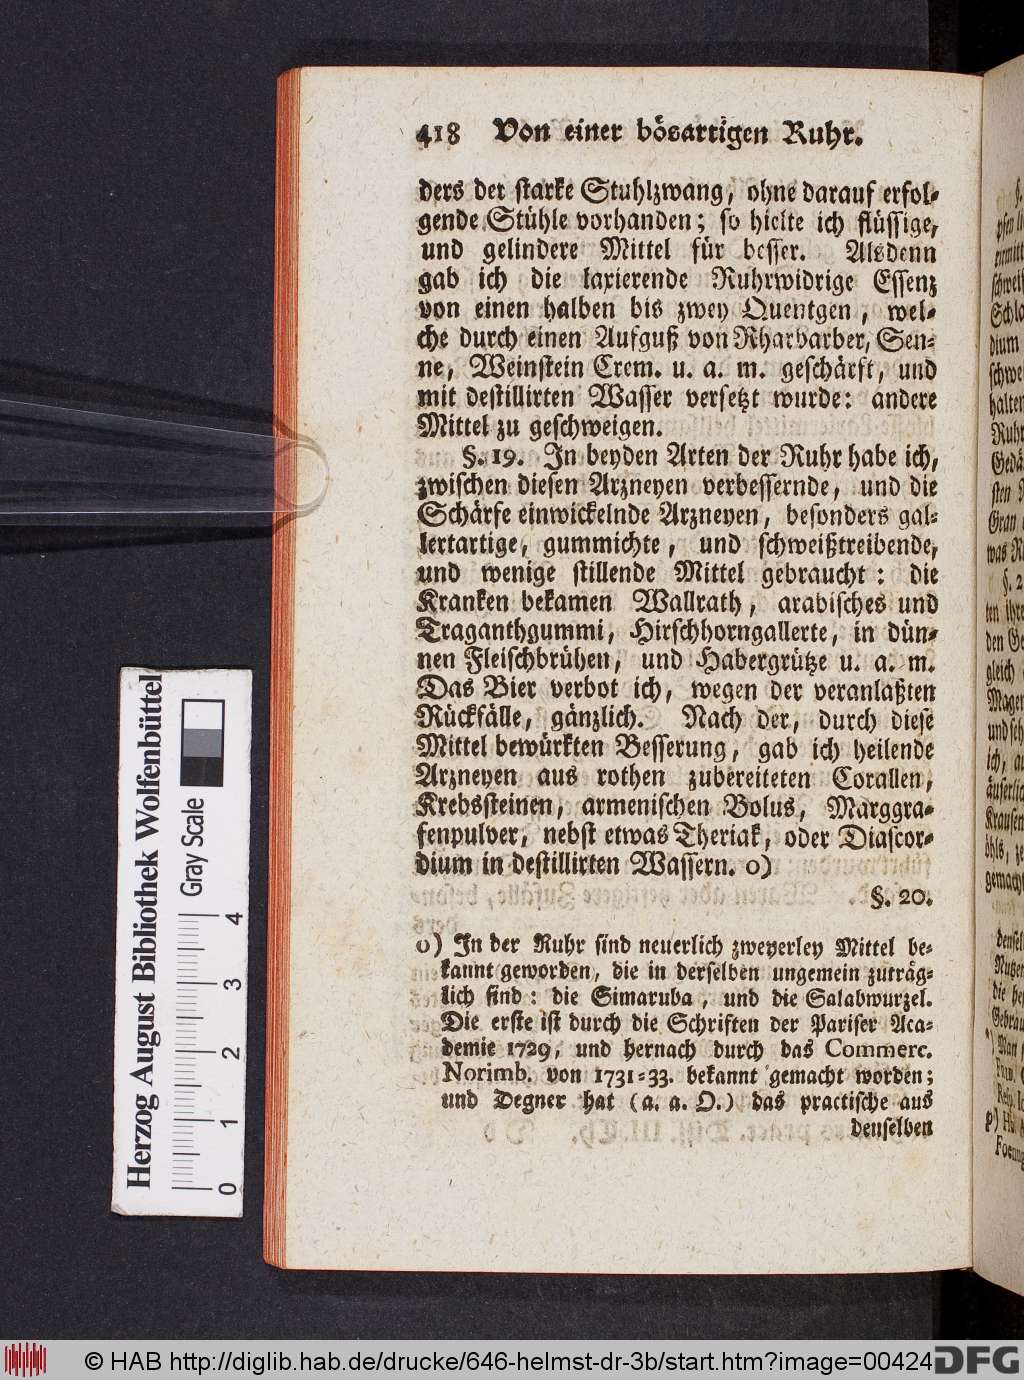 418 Von einer bösartigen Ruhr.
ders der starke Stuhlzwang, ohne darauf erfol-
gende Stühle vorhanden; so hielte ich flüssige,
und gelindere Mittel für besser. Alsdenn
gab ich die laxierende Ruhrwidrige Essenz
von einen halben bis zwey Quentgen, wel-
che durch einen Aufguß von Rharbarber, Sen-
ne, Weinstein Crem. u. a. m. geschärft, und
mit destillirten Wasser versetzt wurde: andere
Mittel zu geschweigen.
§. 19. In beyden Arten der Ruhr habe ich,
zwischen diesen Arzneyen verbessernde, und die
Schärfe einwickelnde Arzneyen, besonders gal-
lertartige, gummichte, und schweißtreibende,
und wenige stillende Mittel gebraucht: die
Kranken bekamen Wallrath, arabisches und
Traganthgummi, Hirschhorngallerte, in dün-
nen Fleischbrühen, und Habergrütze u. a. m.
Das Bier verbot ich, wegen der veranlaßten
Rückfälle, gänzlich. Nach der, durch diese
Mittel bewürkten Besserung, gab ich heilende
Arzneyen aus rothen zubereiteten Corallen,
Krebssteinen, armenischen Bolus, Marggra-
fenpulver, nebst etwas Theriak, oder Diascor-
dium in destillirten Wassern. o)
§. 20.
o) In der Ruhr sind neuerlich zweyerley Mittel be-
kannt geworden, die in derselben ungemein zuträg-
lich sind: die Simaruba, und die Salabwurzel.
Die erste ist durch die Schriften der Pariser Aca-
demie 1729, und hernach durch das Commerc.
Norimb. von 1731-33. bekannt gemacht worden;
und Degner hat (a. a. O.) das practische aus
denselben
Herzog August Bibliothek Wolfenbüttel
Gray Scale
0 1 2 3 4
© HAB http://diglib.hab.de/drucke/646-helmst-dr-3b/start.htm?image=00424
DFG